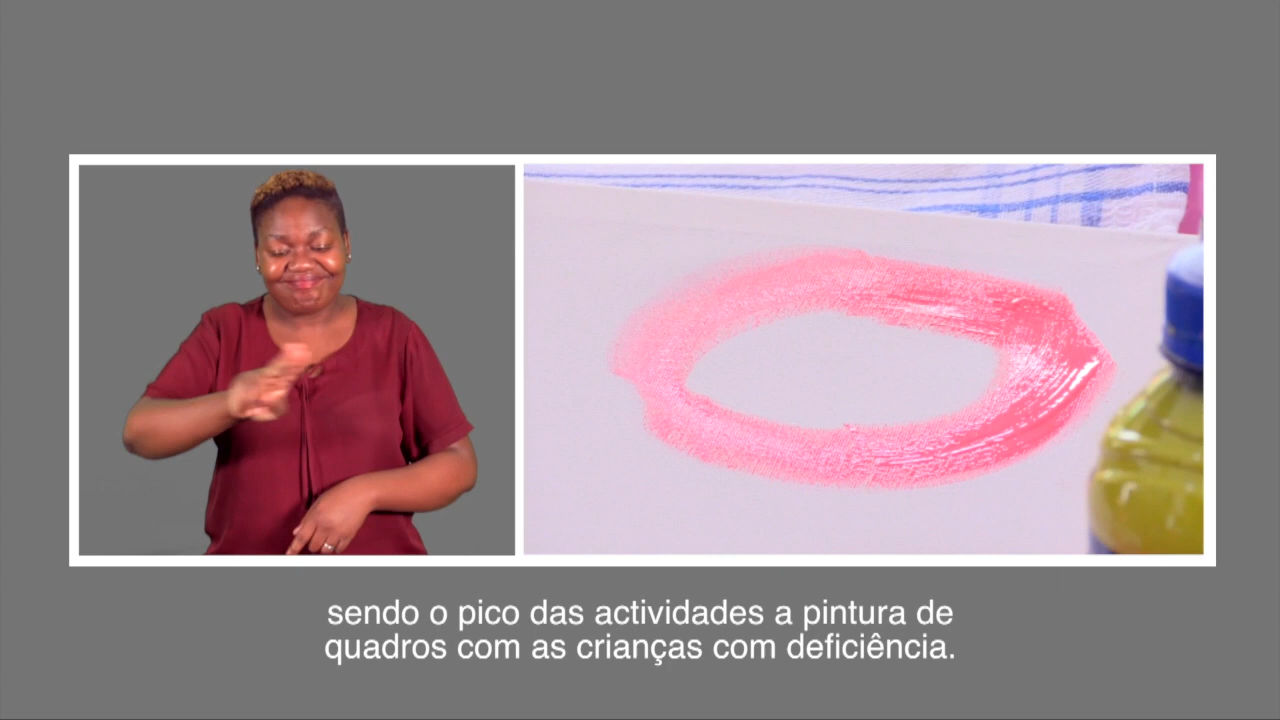 sendo o pico das actividades a pintura de
quadros com as crianças com deficiência.